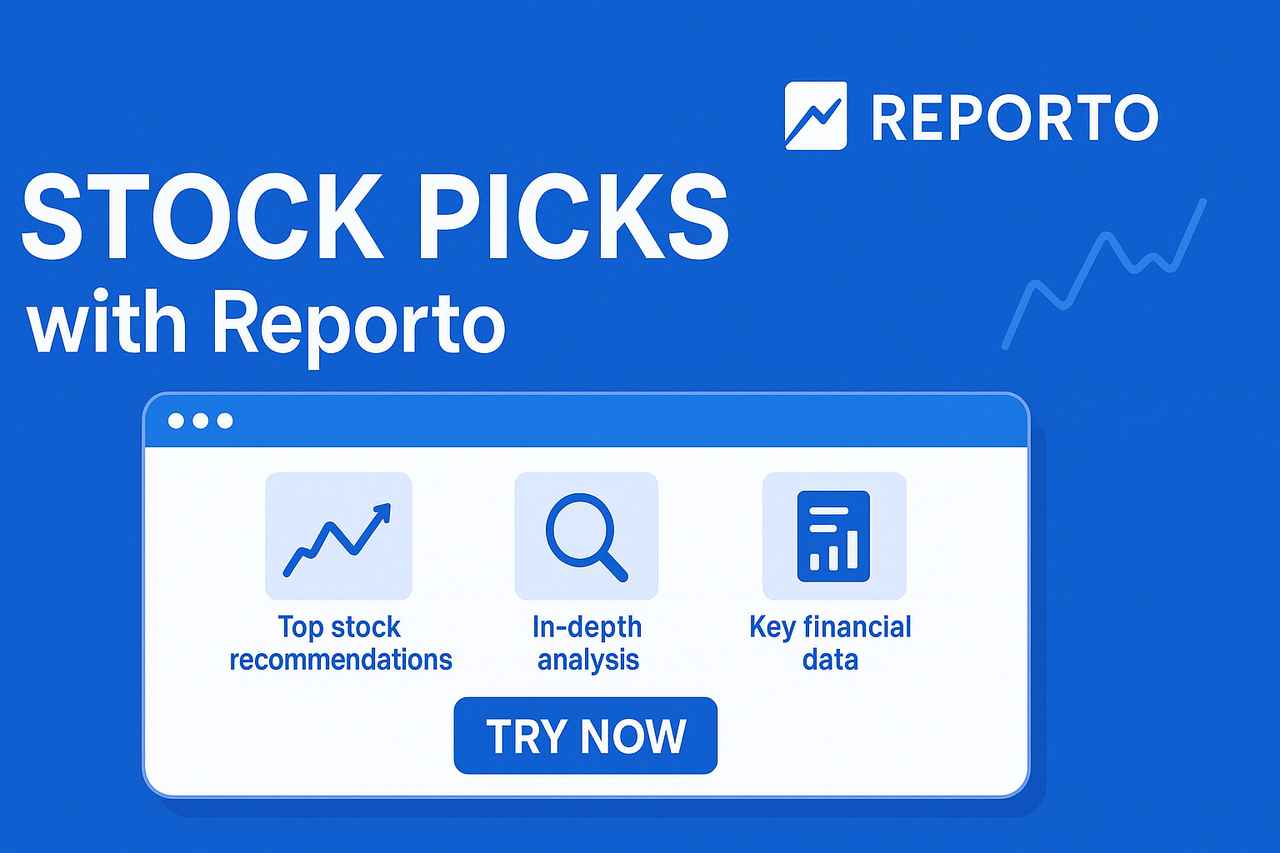 REPORTO
STOCK PICKS
with Reporto
Top stock
recommendations
In-depth
analysis
Key financial
data
TRY NOW